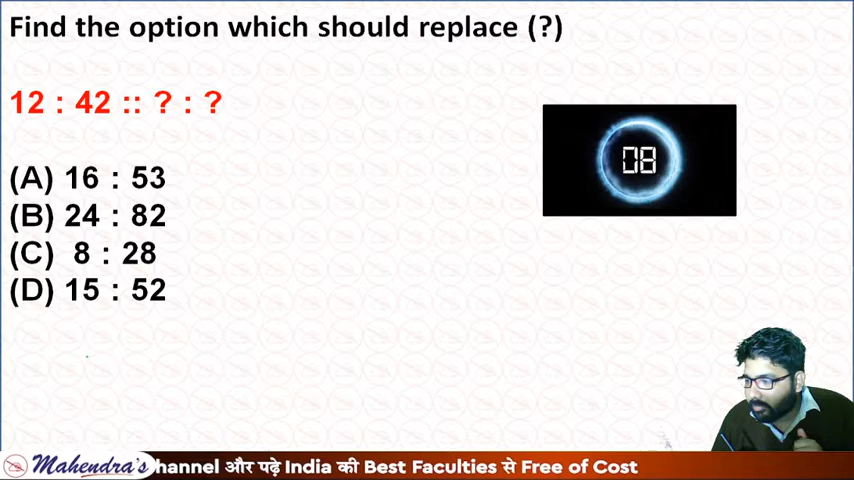 Find the option which should replace (?)
12 : 42 :: ? : ?
(A) 16 : 53
(B) 24 : 82
(C) 8 : 28
(D) 15 : 52
08
Mahendra's hannel और पढ़े India की Best Faculties से Free of Cost